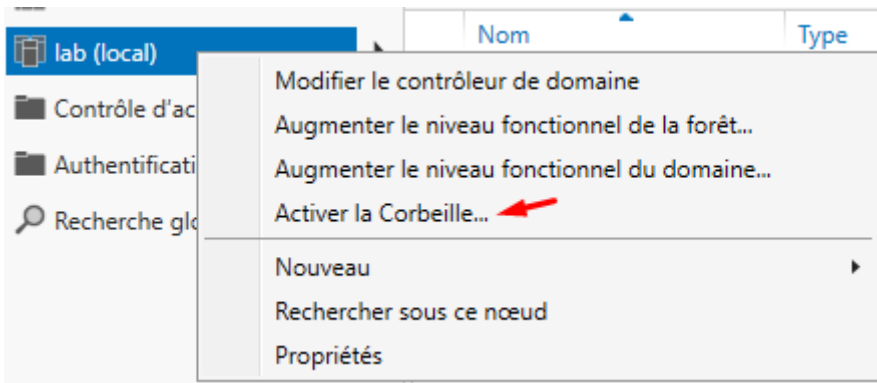 Nom
Type
lab (local)
Modifier le contrôleur de domaine
Contrôle d'ac
Augmenter le niveau fonctionnel de la forêt...
Authentificati
Augmenter le niveau fonctionnel du domaine...
Recherche glo
Activer la Corbeille...
Nouveau
Rechercher sous ce nœud
Propriétés